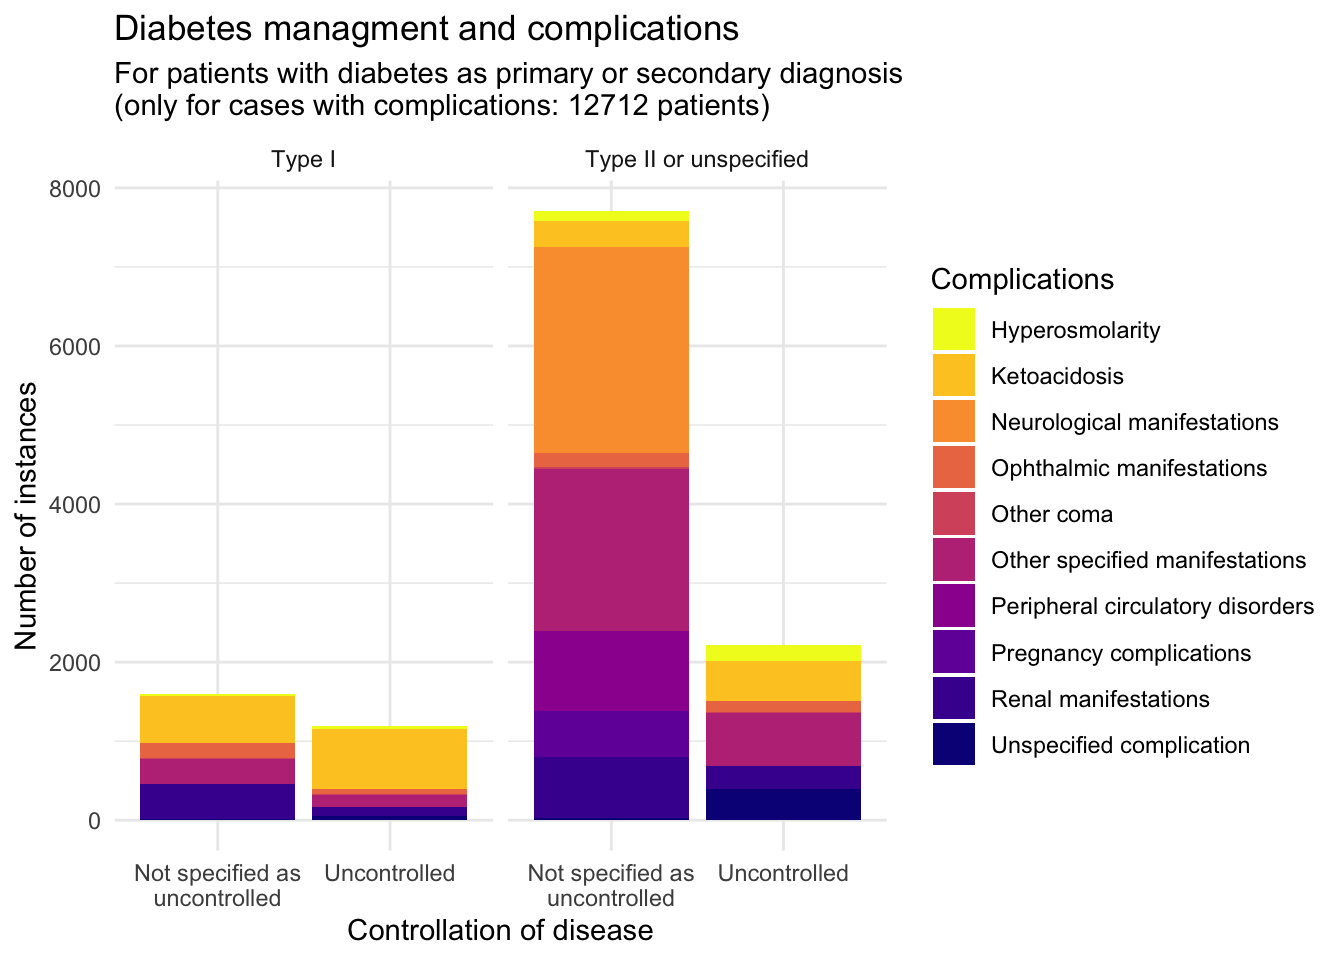 Diabetes managment and complications
For patients with diabetes as primary or secondary diagnosis
(only for cases with complications: 12712 patients)
Type I
Type II or unspecified
8000
6000
4000
2000
0
Number of instances
Not specified as
uncontrolled
Uncontrolled
Not specified as
uncontrolled
Uncontrolled
Controllation of disease
Complications
Hyperosmolarity
Ketoacidosis
Neurological manifestations
Ophthalmic manifestations
Other coma
Other specified manifestations
Peripheral circulatory disorders
Pregnancy complications
Renal manifestations
Unspecified complication